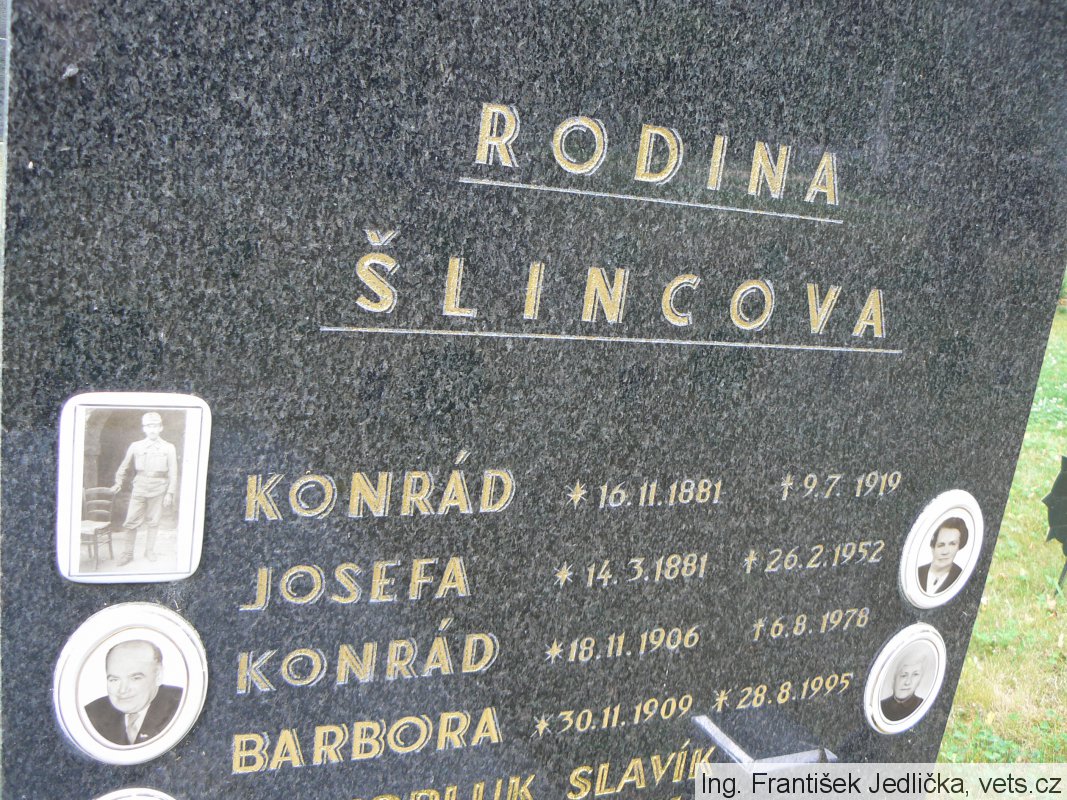 RODINA
ŠLINCOVA
KONRÁD * 16.11.1881 † 9.7.1919
JOSEFA * 14.3.1881 † 26.2.1952
KONRÁD * 18.11.1906 † 6.8.1978
BARBORA * 30.11.1909 * 28.8.1995
SLAVÍK
Ing. František Jedlička, vets.cz